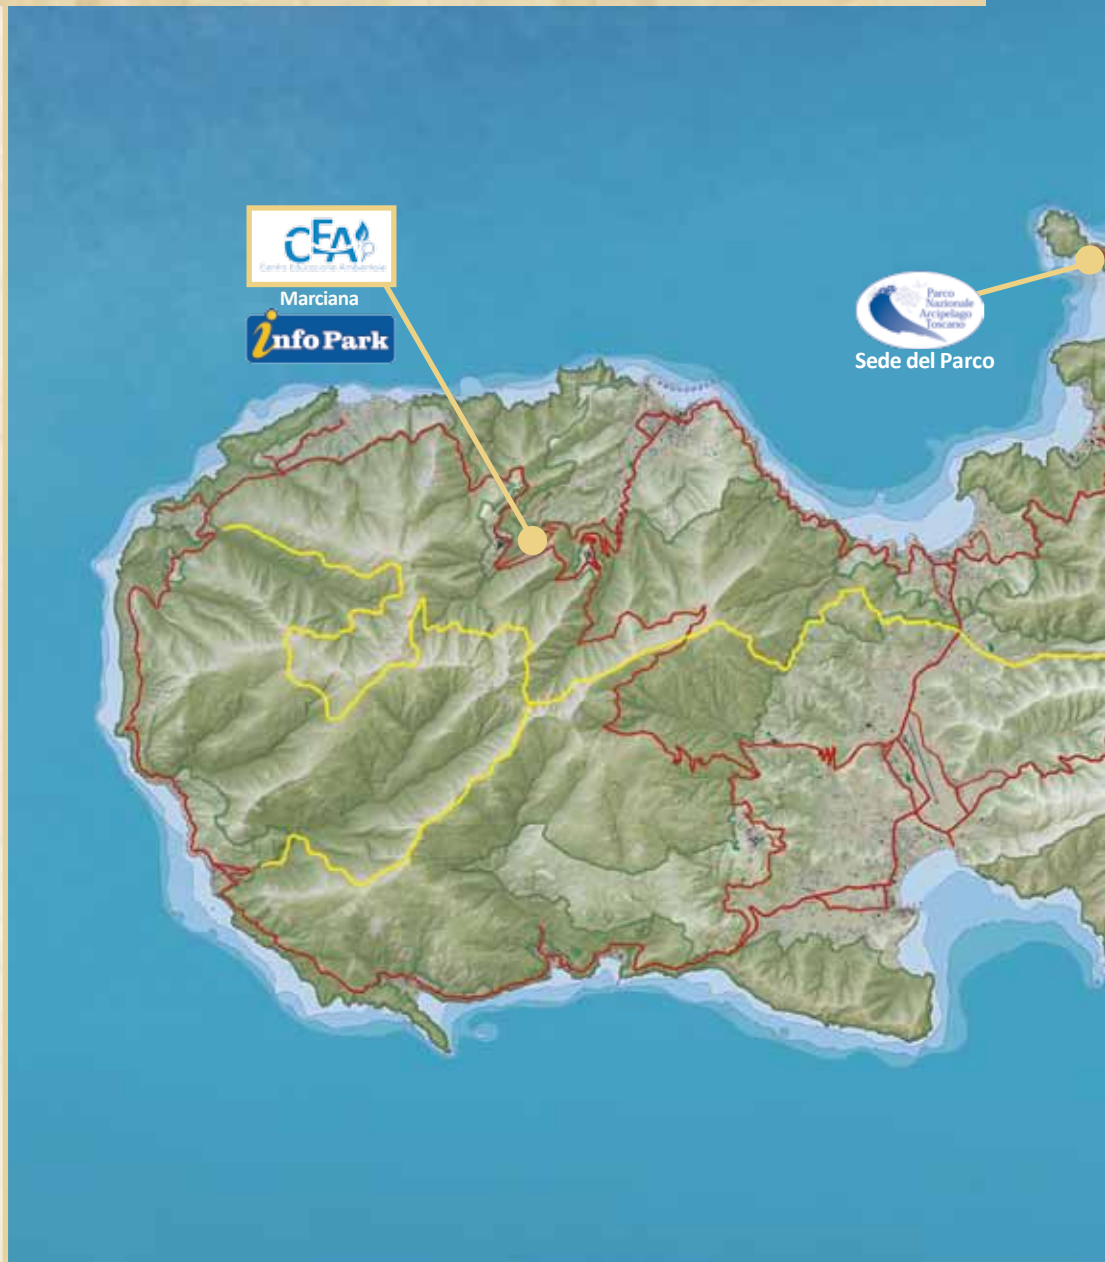 CEA
Centro Educazione Ambientale
Marciana
info Park
Parco
Nazionale
Arcipelago
Toscano
Sede del Parco